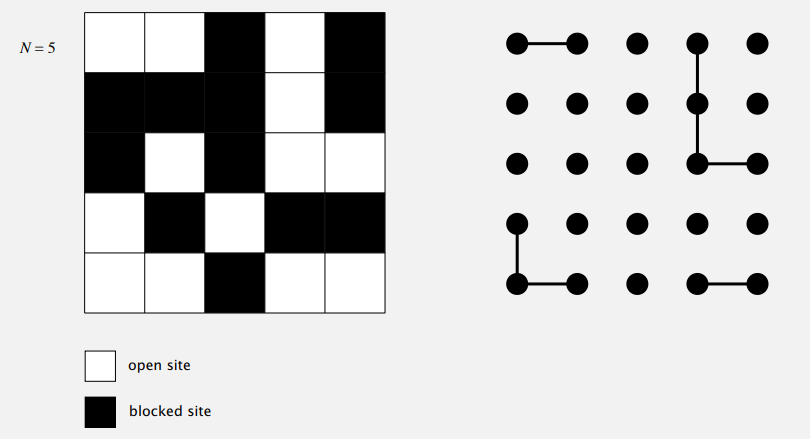 N = 5
open site
blocked site